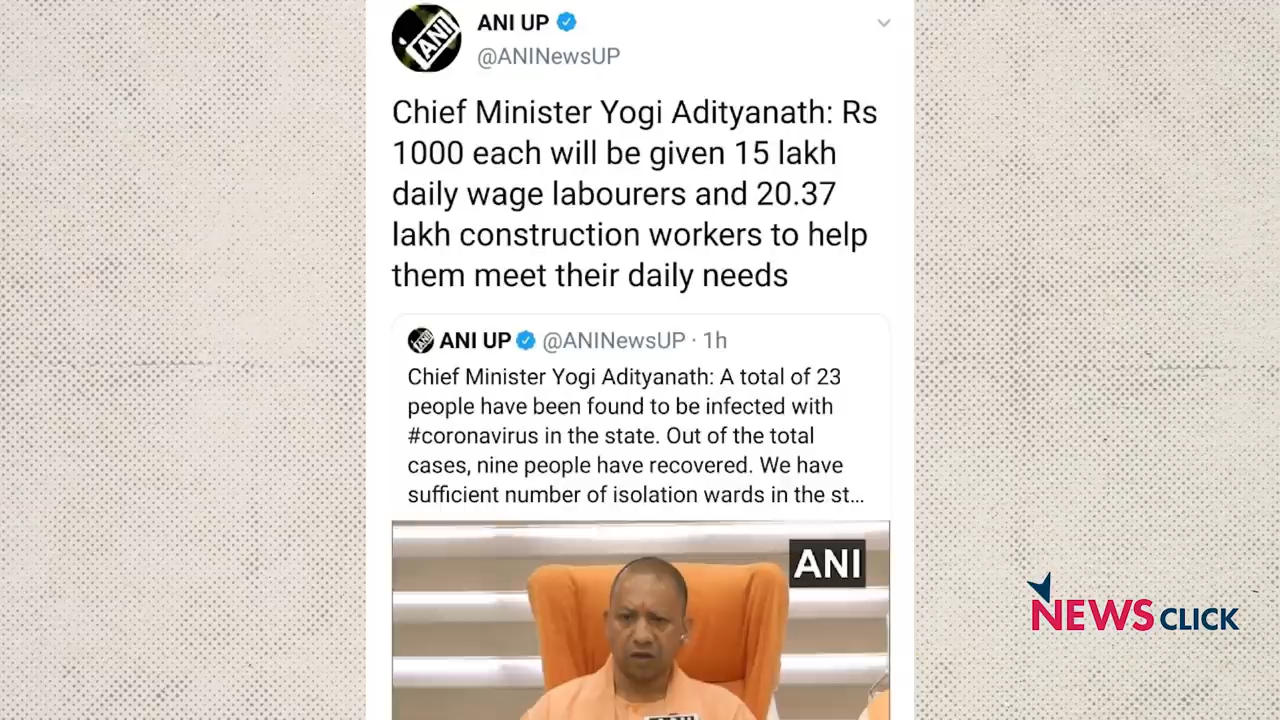 ANI
ANI UP
@ANINewsUP
Chief Minister Yogi Adityanath: Rs
1000 each will be given 15 lakh
daily wage labourers and 20.37
lakh construction workers to help
them meet their daily needs
ANI UP @ANINewsUP · 1h
Chief Minister Yogi Adityanath: A total of 23
people have been found to be infected with
#coronavirus in the state. Out of the total
cases, nine people have recovered. We have
sufficient number of isolation wards in the st...
ANI
NEWS CLICK